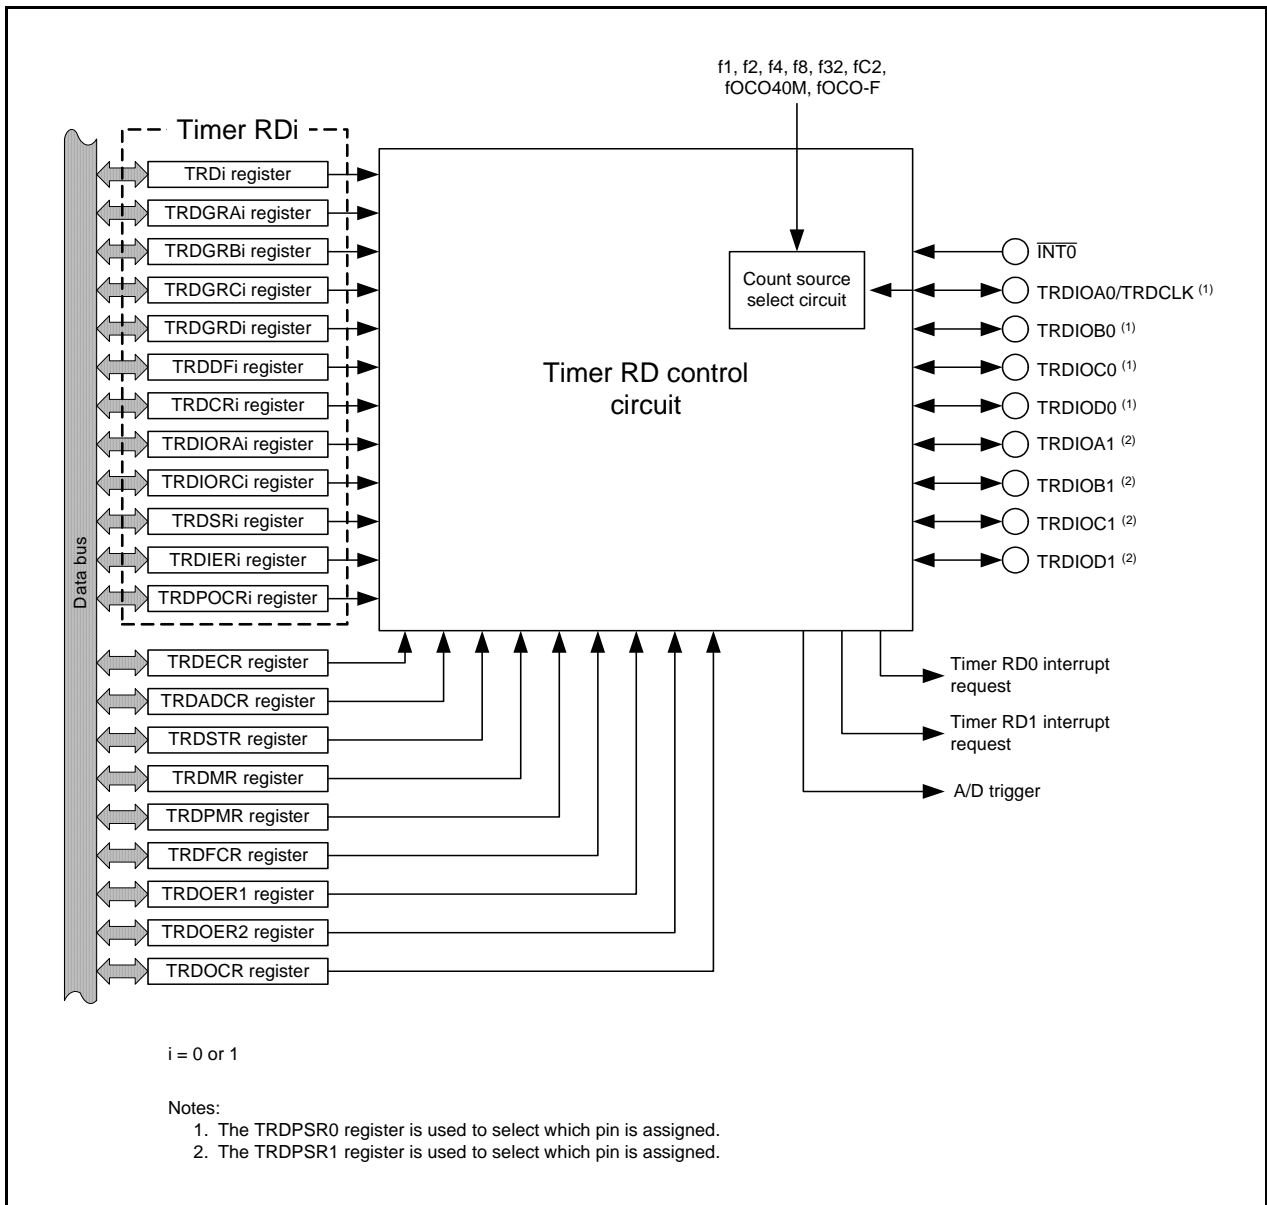 f1, f2, f4, f8, f32, fC2,
fOCO40M, fOCO-F
Timer RDi
TRDi register
TRDGRAi register
TRDGRBi register
TRDGRCi register
TRDGRDi register
TRDDFi register
TRDCRi register
TRDIORAi register
TRDIORCi register
TRDSRi register
TRDIERi register
TRDPOCRi register
Data bus
Count source
select circuit
Timer RD control
circuit
INT0
TRDIOA0/TRDCLK (1)
TRDIOB0 (1)
TRDIOC0 (1)
TRDIOD0 (1)
TRDIOA1 (2)
TRDIOB1 (2)
TRDIOC1 (2)
TRDIOD1 (2)
TRDECR register
TRDADCR register
TRDSTR register
TRDMR register
TRDPMR register
TRDFCR register
TRDOER1 register
TRDOER2 register
TRDOCR register
Timer RD0 interrupt
request
Timer RD1 interrupt
request
A/D trigger
i = 0 or 1
Notes:
1. The TRDPSR0 register is used to select which pin is assigned.
2. The TRDPSR1 register is used to select which pin is assigned.